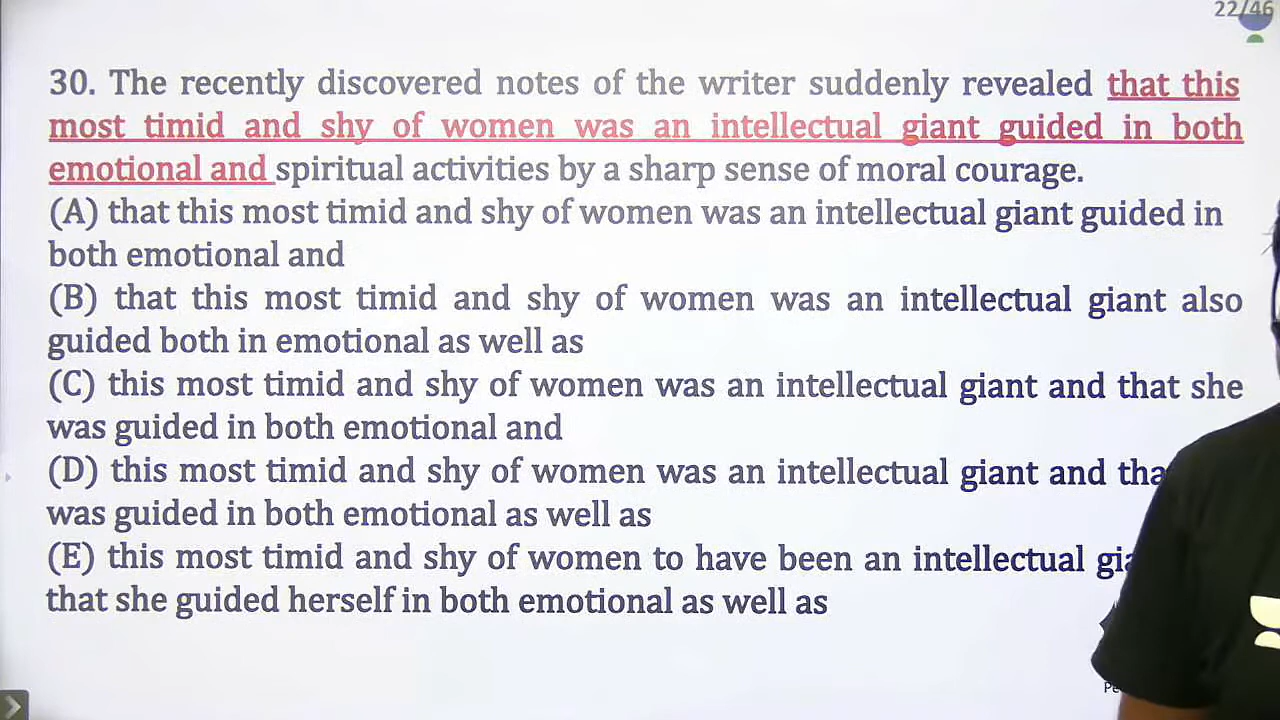 22/46
30. The recently discovered notes of the writer suddenly revealed that this
most timid and shy of women was an intellectual giant guided in both
emotional and spiritual activities by a sharp sense of moral courage.
(A) that this most timid and shy of women was an intellectual giant guided in
both emotional and
(B) that this most timid and shy of women was an intellectual giant also
guided both in emotional as well as
(C) this most timid and shy of women was an intellectual giant and that she
was guided in both emotional and
(D) this most timid and shy of women was an intellectual giant and
was guided in both emotional as well as
(E) this most timid and shy of women to have been an intellectual
that she guided herself in both emotional as well as